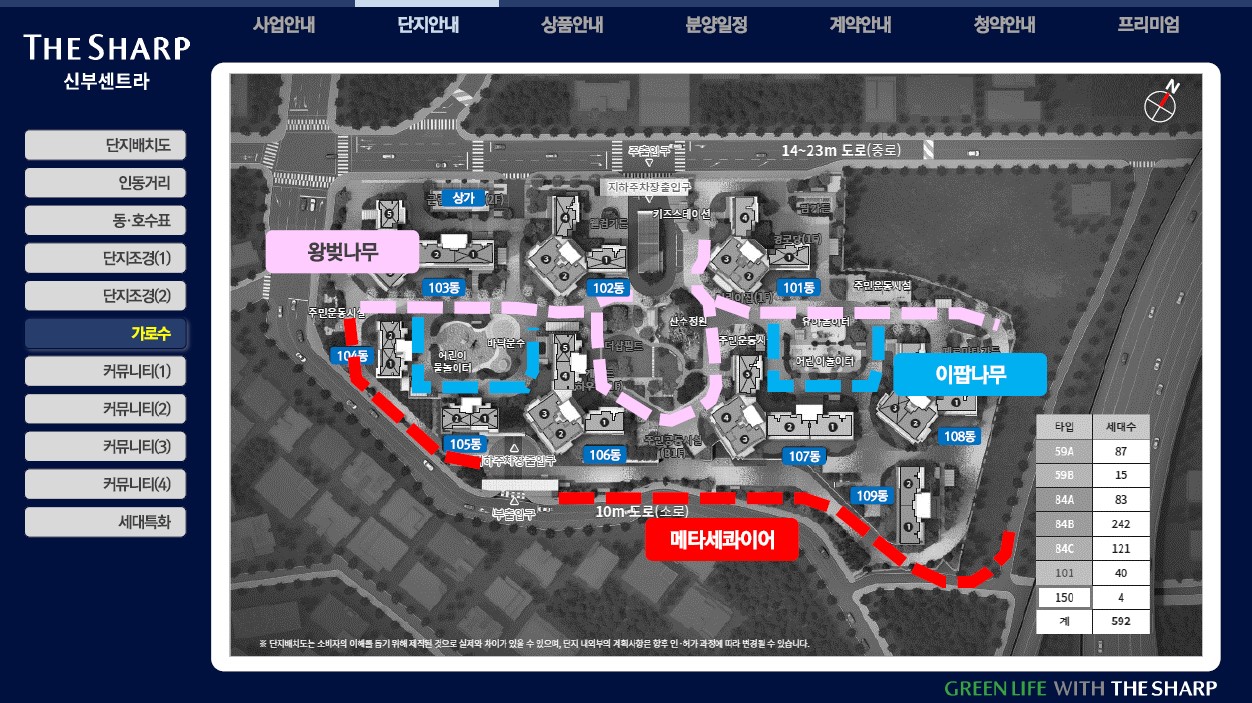 사업안내 단지안내 상품안내 분양일정 계약안내 청약안내 프리미엄
THE SHARP
신부센트라
단지배치도
인동거리
동·호수표
단지조경(1)
단지조경(2)
가로수
커뮤니티(1)
커뮤니티(2)
커뮤니티(3)
커뮤니티(4)
세대특화
N
14~23m 도로(중로)
주출입구
지하주차장출입구
상가
키즈스테이션
왕벚나무
103동
102동
101동
주민운동시설
산수정원
유아놀이터
바닥분수
어린이
물놀이터
더샵필드
어린이놀이터
104동
이팝나무
105동
106동
107동
108동
지하주차장출입구
109동
부출입구
10m 도로(소로)
메타세콰이어
타입 세대수
59A 87
59B 15
84A 83
84B 242
84C 121
101 40
150 4
계 592
※ 단지배치도는 소비자의 이해를 돕기 위해 제작된 것으로 실제와 차이가 있을 수 있으며, 단지 내외부의 계획사항은 향후 인·허가 과정에 따라 변경될 수 있습니다.
GREEN LIFE WITH THE SHARP